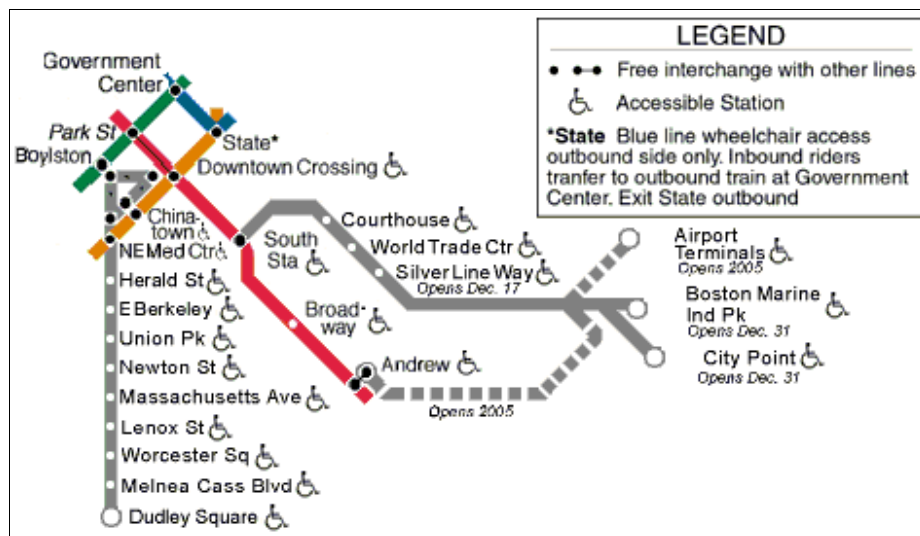 Government
Center
Park St
Boylston
State*
Downtown Crossing
China-
town
NEMed Ctr
South
Sta
Herald St
E Berkeley
Union Pk
Newton St
Massachusetts Ave
Lenox St
Worcester Sq
Melnea Cass Blvd
Dudley Square
Broad-
way
Andrew
Opens 2005
Courthouse
World Trade Ctr
Silver Line Way
Opens Dec. 17
Airport
Terminals
Opens 2005
Boston Marine
Ind Pk
Opens Dec. 31
City Point
Opens Dec. 31
LEGEND
Free interchange with other lines
Accessible Station
*State Blue line wheelchair access
outbound side only. Inbound riders
tranfer to outbound train at Government
Center. Exit State outbound